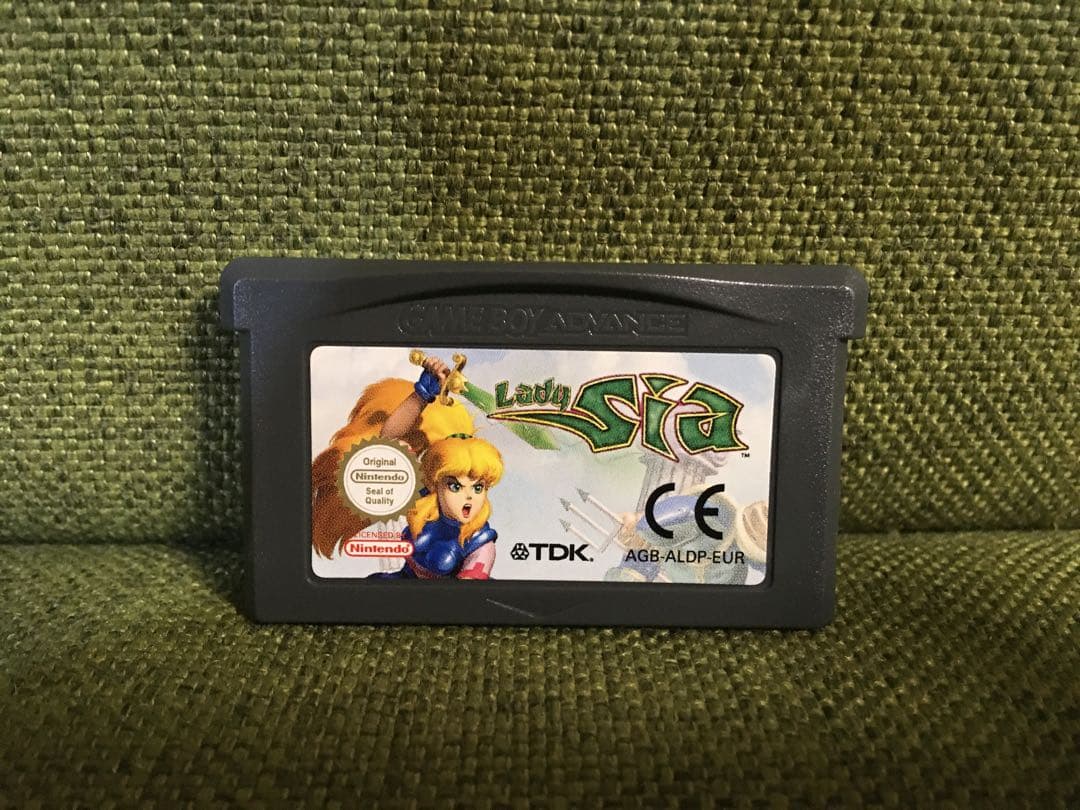 GAME BOY ADVANCE
Lady Sia
TM
Original
Nintendo
Seal of
Quality
LICENSED BY
Nintendo
TDK.
CE
AGB-ALDP-EUR